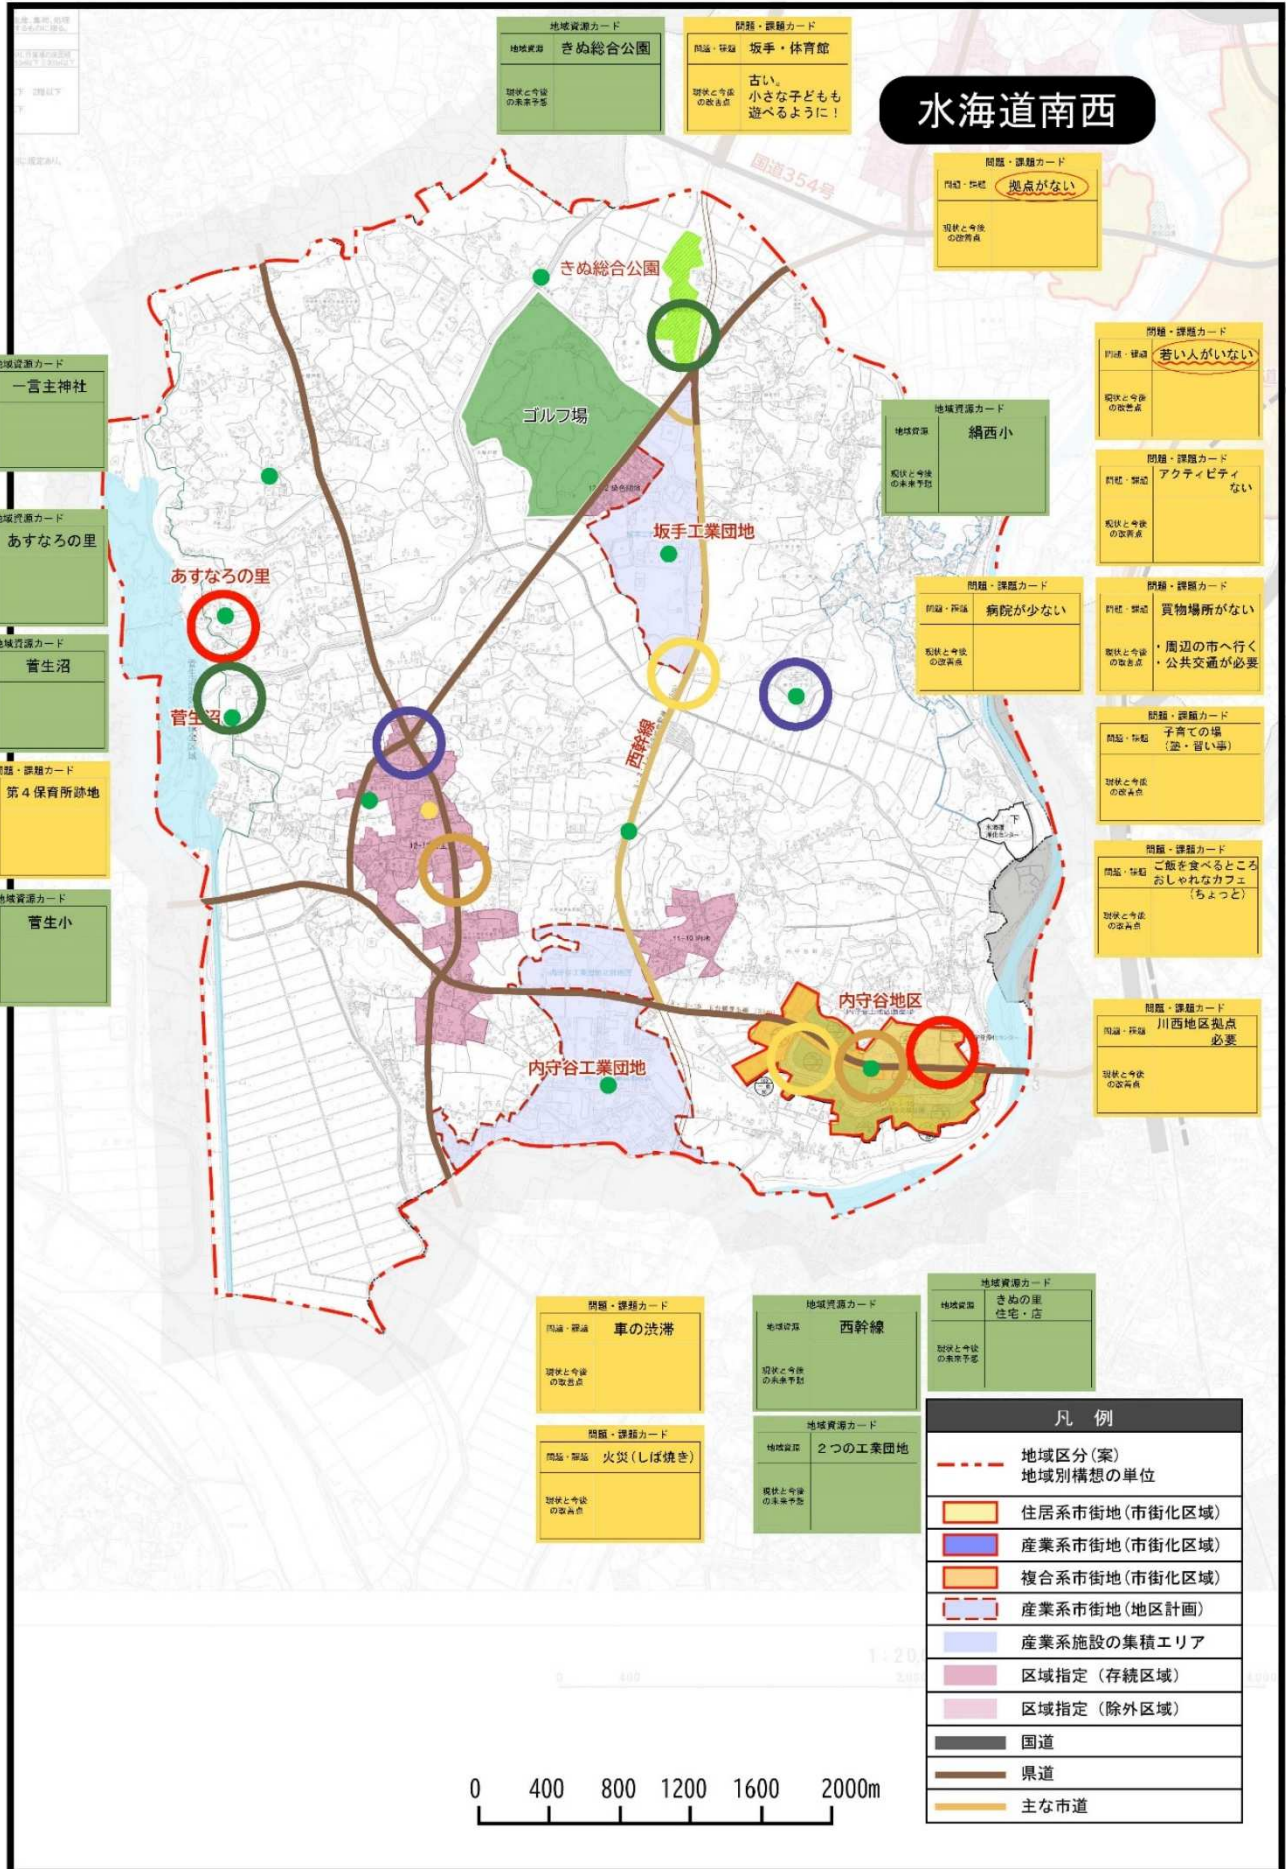 地域資源カード
地域資源 きぬ総合公園
現状と今後
の未来予想
問題・課題カード
問題・課題 坂手・体育館
現状と今後
の改善点
古い。
小さな子どもも
遊べるように！
水海道南西
国道354号
問題・課題カード
問題・課題 拠点がない
現状と今後
の改善点
問題・課題カード
問題・課題 若い人がいない
現状と今後
の改善点
地域資源カード
一言主神社
地域資源カード
地域資源 絹西小
現状と今後
の未来予想
問題・課題カード
問題・課題 アクティビティ
ない
現状と今後
の改善点
地域資源カード
あすなろの里
問題・課題カード
問題・課題 病院が少ない
現状と今後
の改善点
問題・課題カード
問題・課題 買物場所がない
現状と今後
の改善点
・周辺の市へ行く
・公共交通が必要
地域資源カード
菅生沼
問題・課題カード
問題・課題 子育ての場
（塾・習い事）
現状と今後
の改善点
問題・課題カード
第4保育所跡地
問題・課題カード
問題・課題 ご飯を食べるところ
おしゃれなカフェ
（ちょっと）
現状と今後
の改善点
地域資源カード
菅生小
問題・課題カード
問題・課題 川西地区拠点
必要
現状と今後
の改善点
きぬ総合公園
ゴルフ場
坂手工業団地
あすなろの里
菅生沼
西幹線
内守谷地区
内守谷工業団地
問題・課題カード
問題・課題 車の渋滞
現状と今後
の改善点
地域資源カード
地域資源 西幹線
現状と今後
の未来予想
地域資源カード
地域資源 きぬの里
住宅・店
現状と今後
の未来予想
問題・課題カード
問題・課題 火災（しば焼き）
現状と今後
の改善点
地域資源カード
地域資源 2つの工業団地
現状と今後
の未来予想
凡 例
地域区分（案）
地域別構想の単位
住居系市街地（市街化区域）
産業系市街地（市街化区域）
複合系市街地（市街化区域）
産業系市街地（地区計画）
産業系施設の集積エリア
区域指定（存続区域）
区域指定（除外区域）
国道
県道
主な市道
0 400 800 1200 1600 2000m